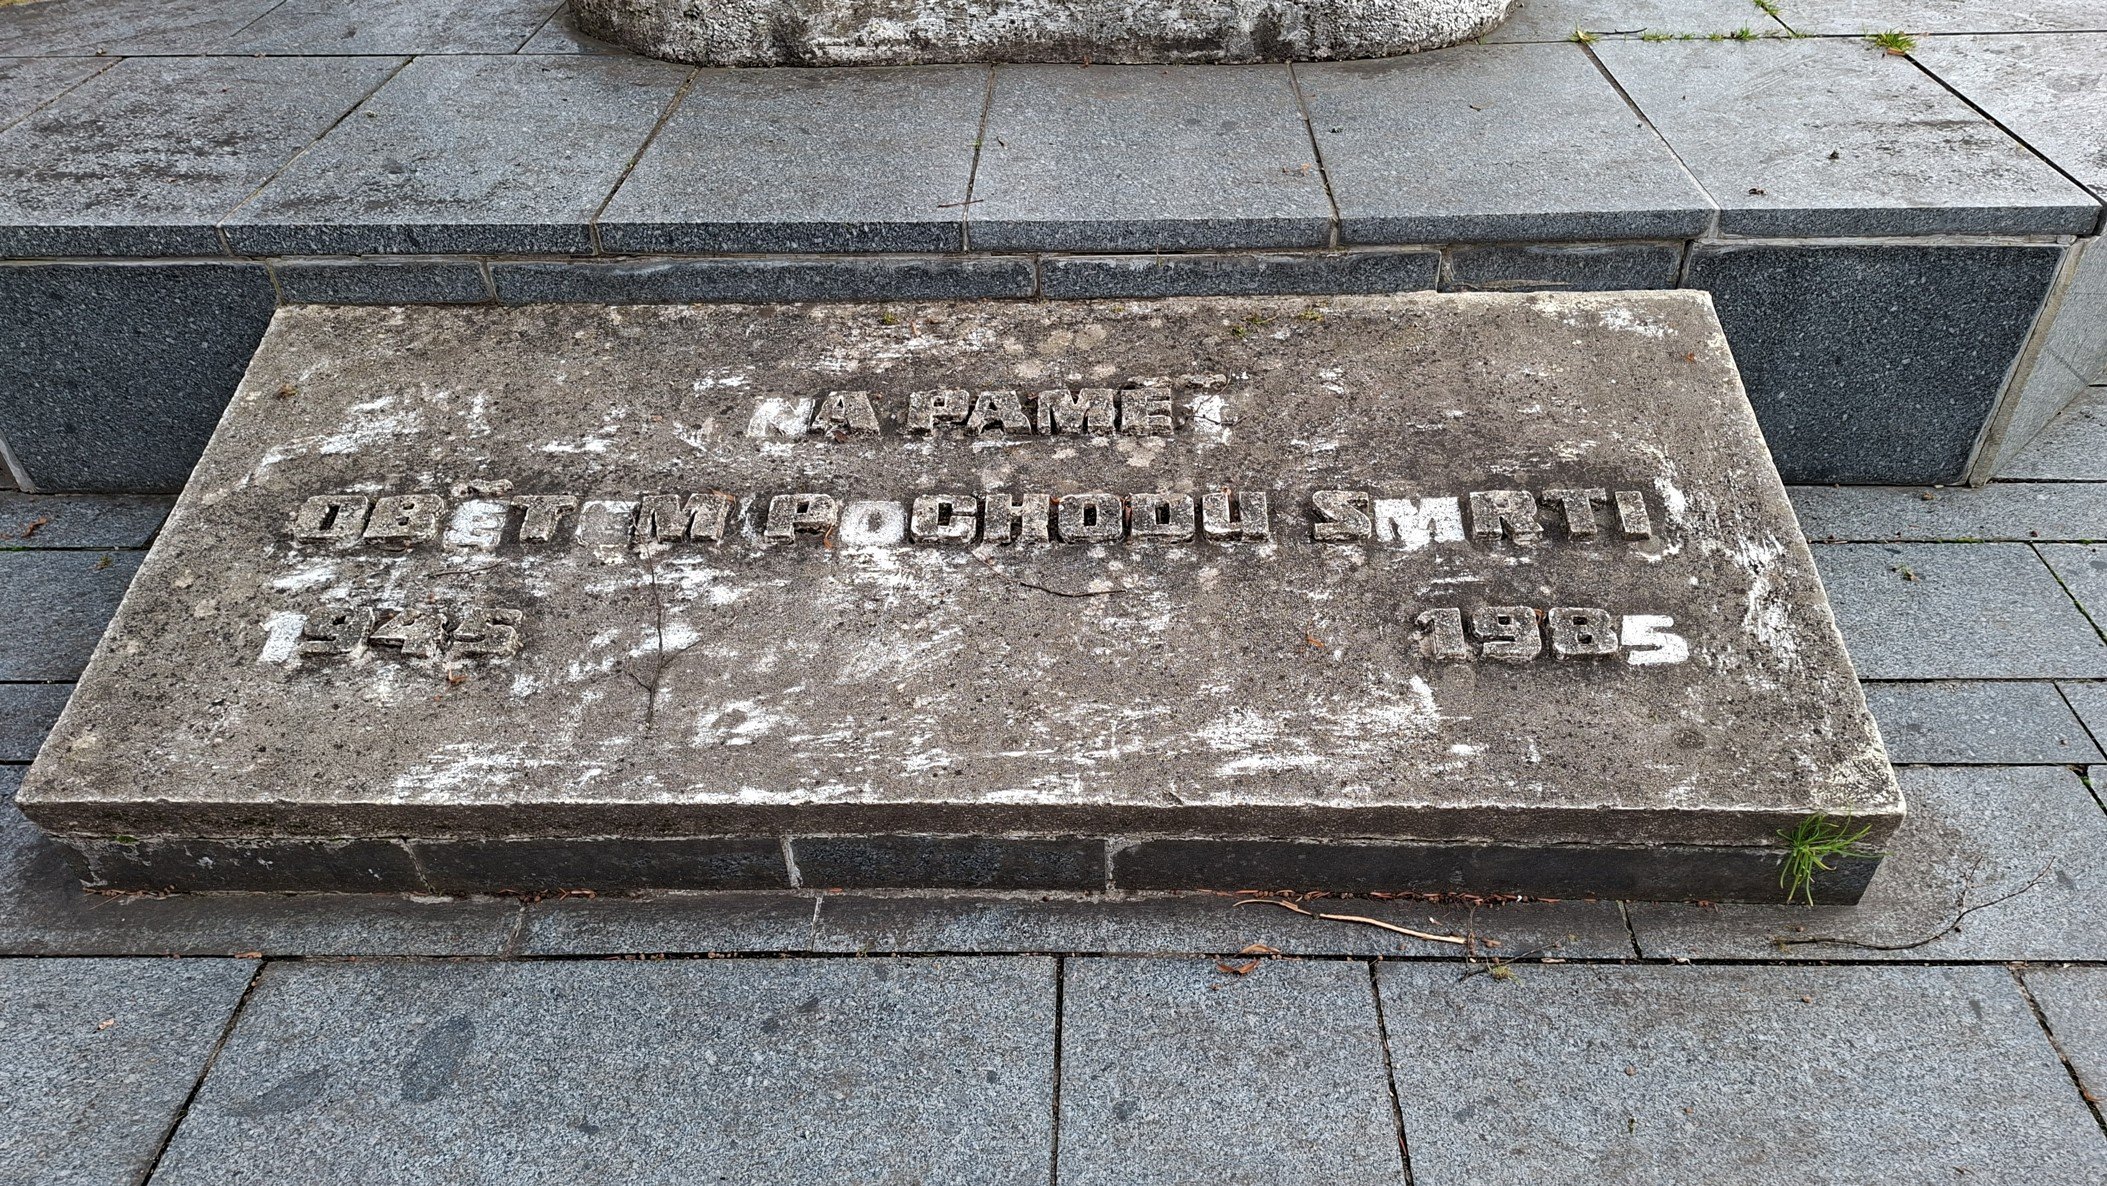 NA PAMĚŤ
OBĚTEM POCHODU SMRTI
1945 1985